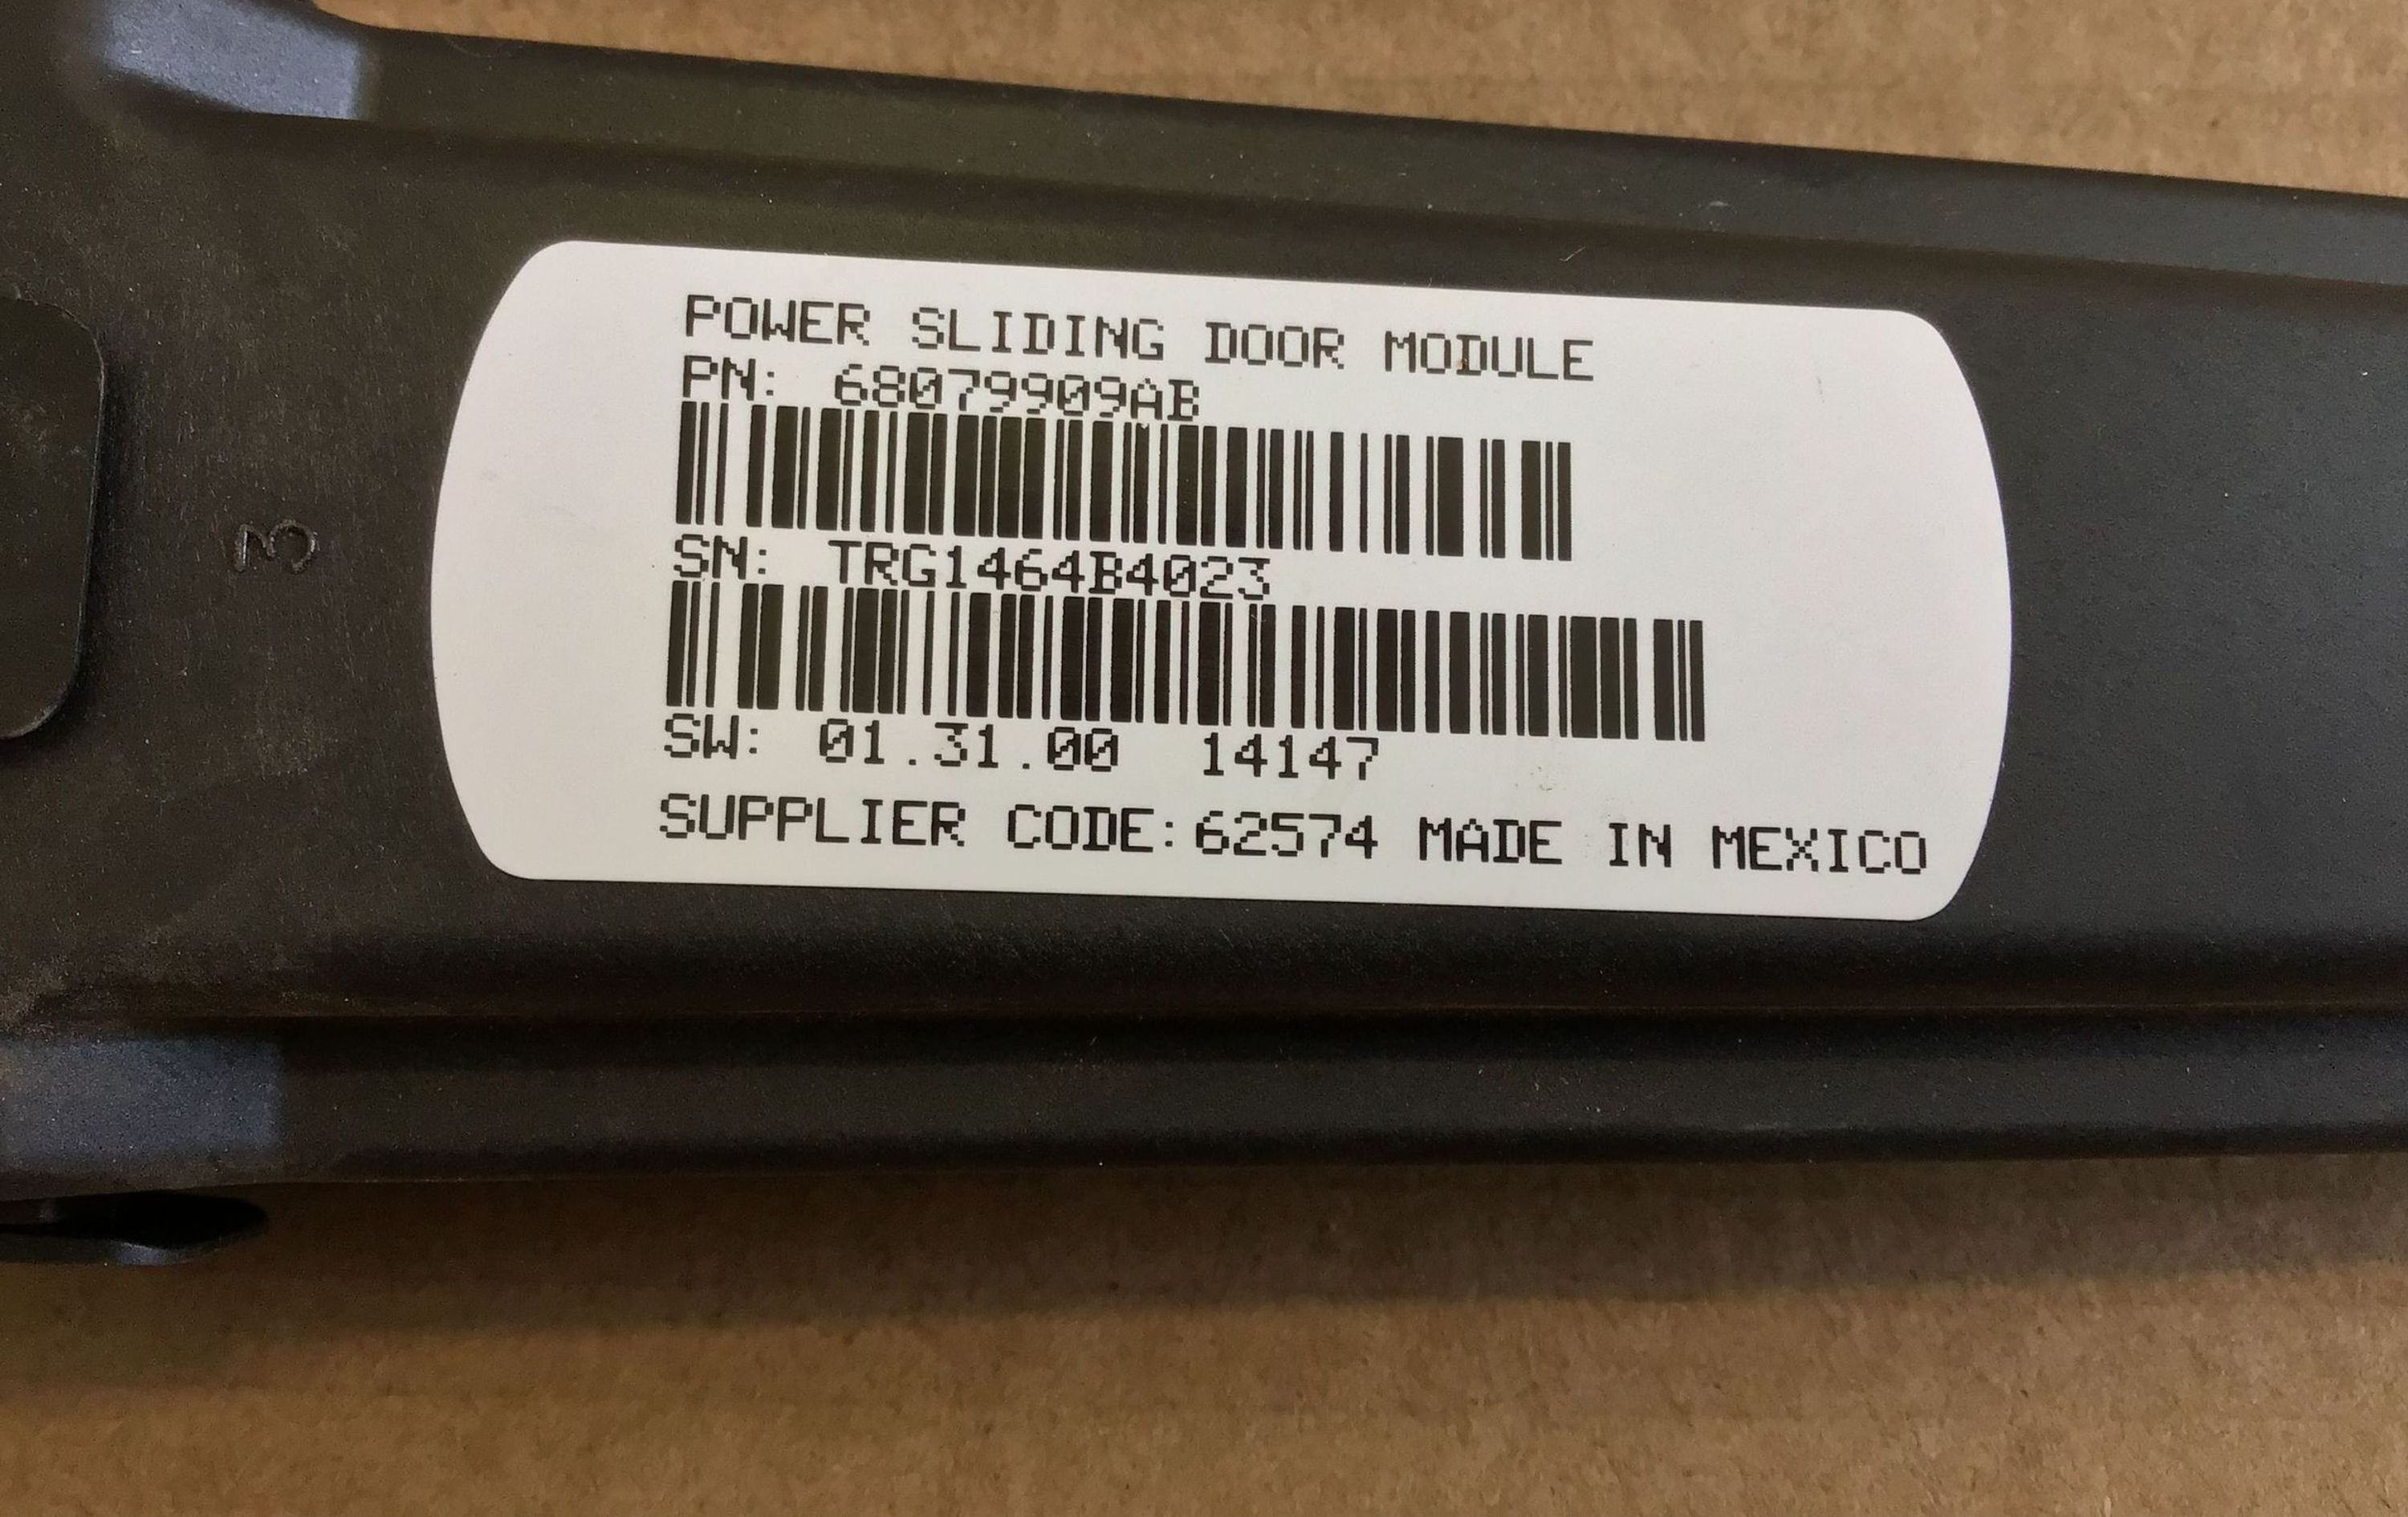 POWER SLIDING DOOR MODULE
PN: 68079909AB
SN: TRG1464B4023
SW: 01.31.00 14147
SUPPLIER CODE:62574 MADE IN MEXICO
3